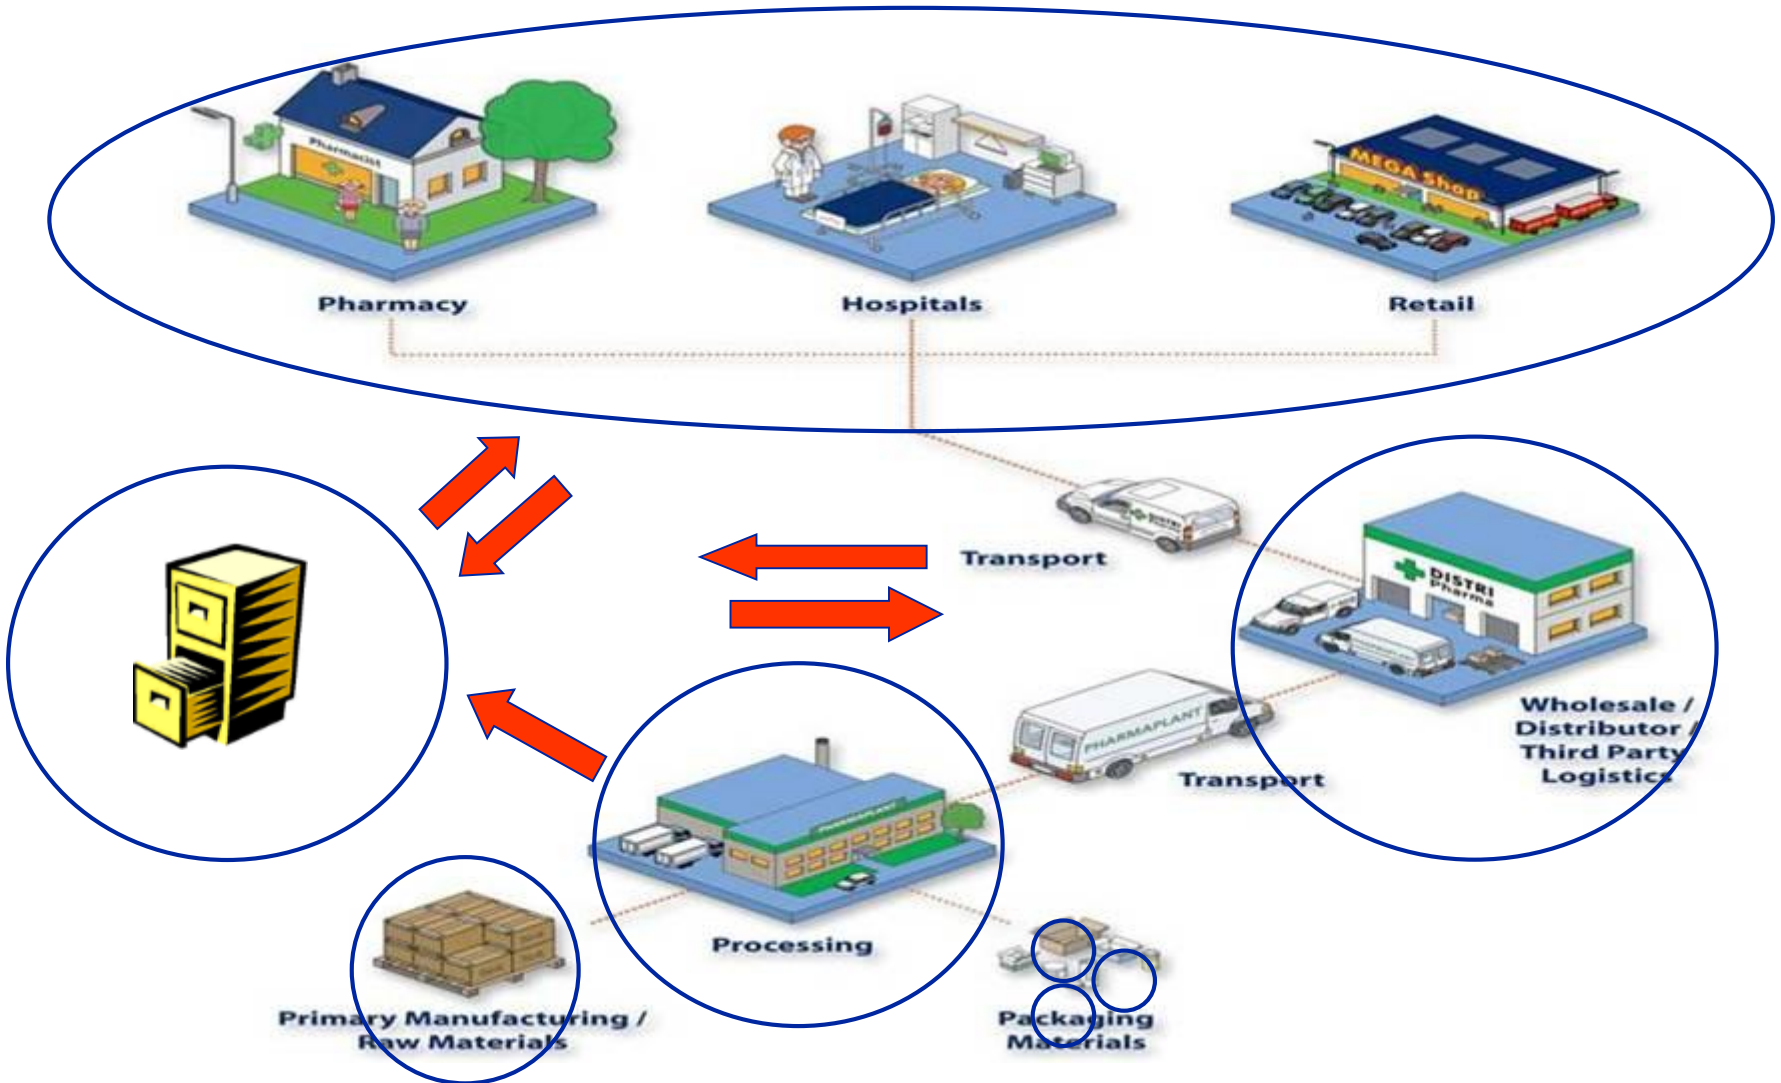 Pharmacist
MEGA Shop
Pharmacy
Hospitals
Retail
DISTRI
Transport
DISTRI
Pharma
PHARMAPLANT
Wholesale /
Distributor /
Third Party
Logistics
Transport
PHARMAPLANT
Processing
Primary Manufacturing /
Raw Materials
Packaging
Materials